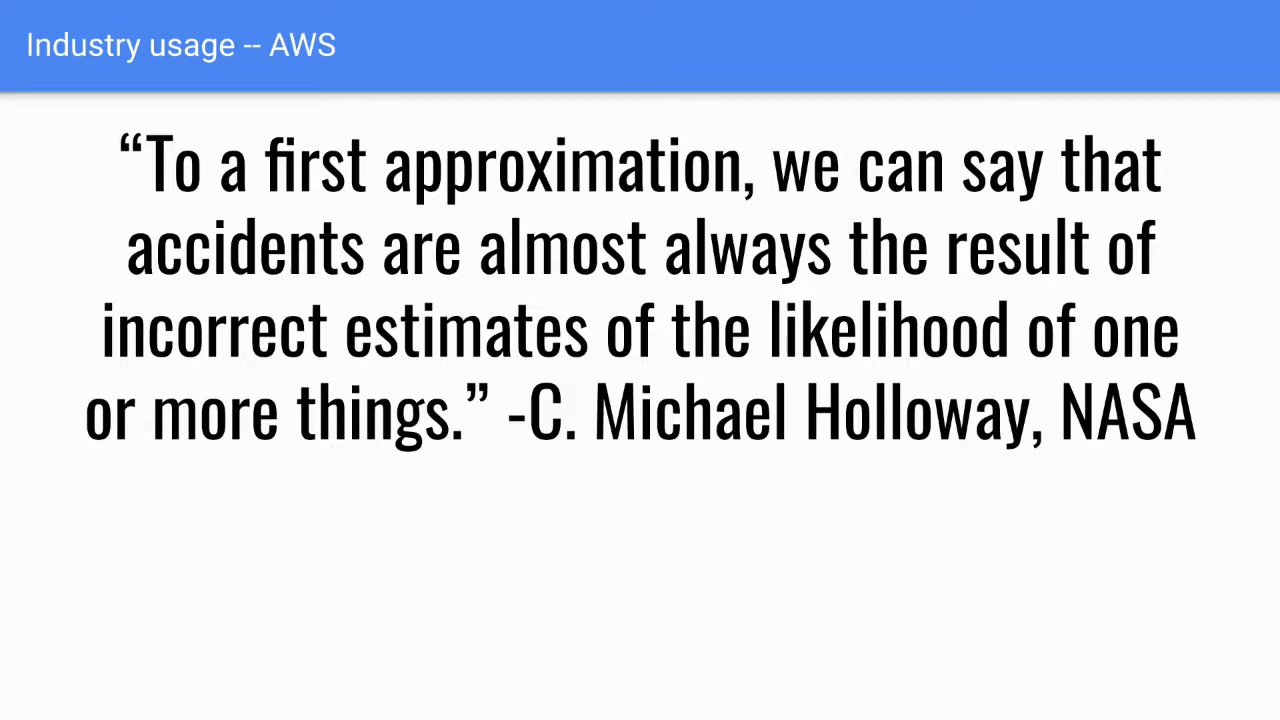 Industry usage -- AWS
“To a first approximation, we can say that
accidents are almost always the result of
incorrect estimates of the likelihood of one
or more things.” -C. Michael Holloway, NASA